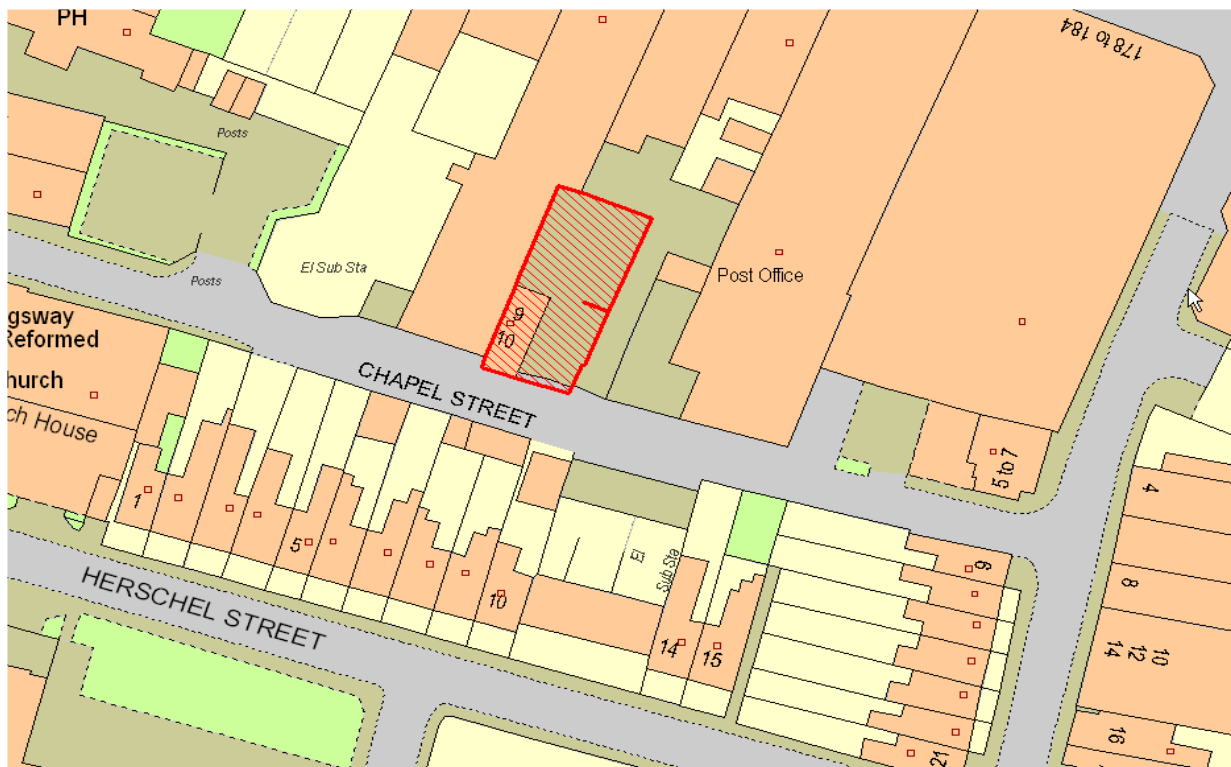 PH
178 to 184
Posts
El Sub Sta
Posts
Post Office
9
10
gsway
Reformed
hurch
ch House
CHAPEL STREET
5 to 7
4
1
5
10
El
Sub Sta
14
15
9
8
10
12
14
16
21
HERSCHEL STREET